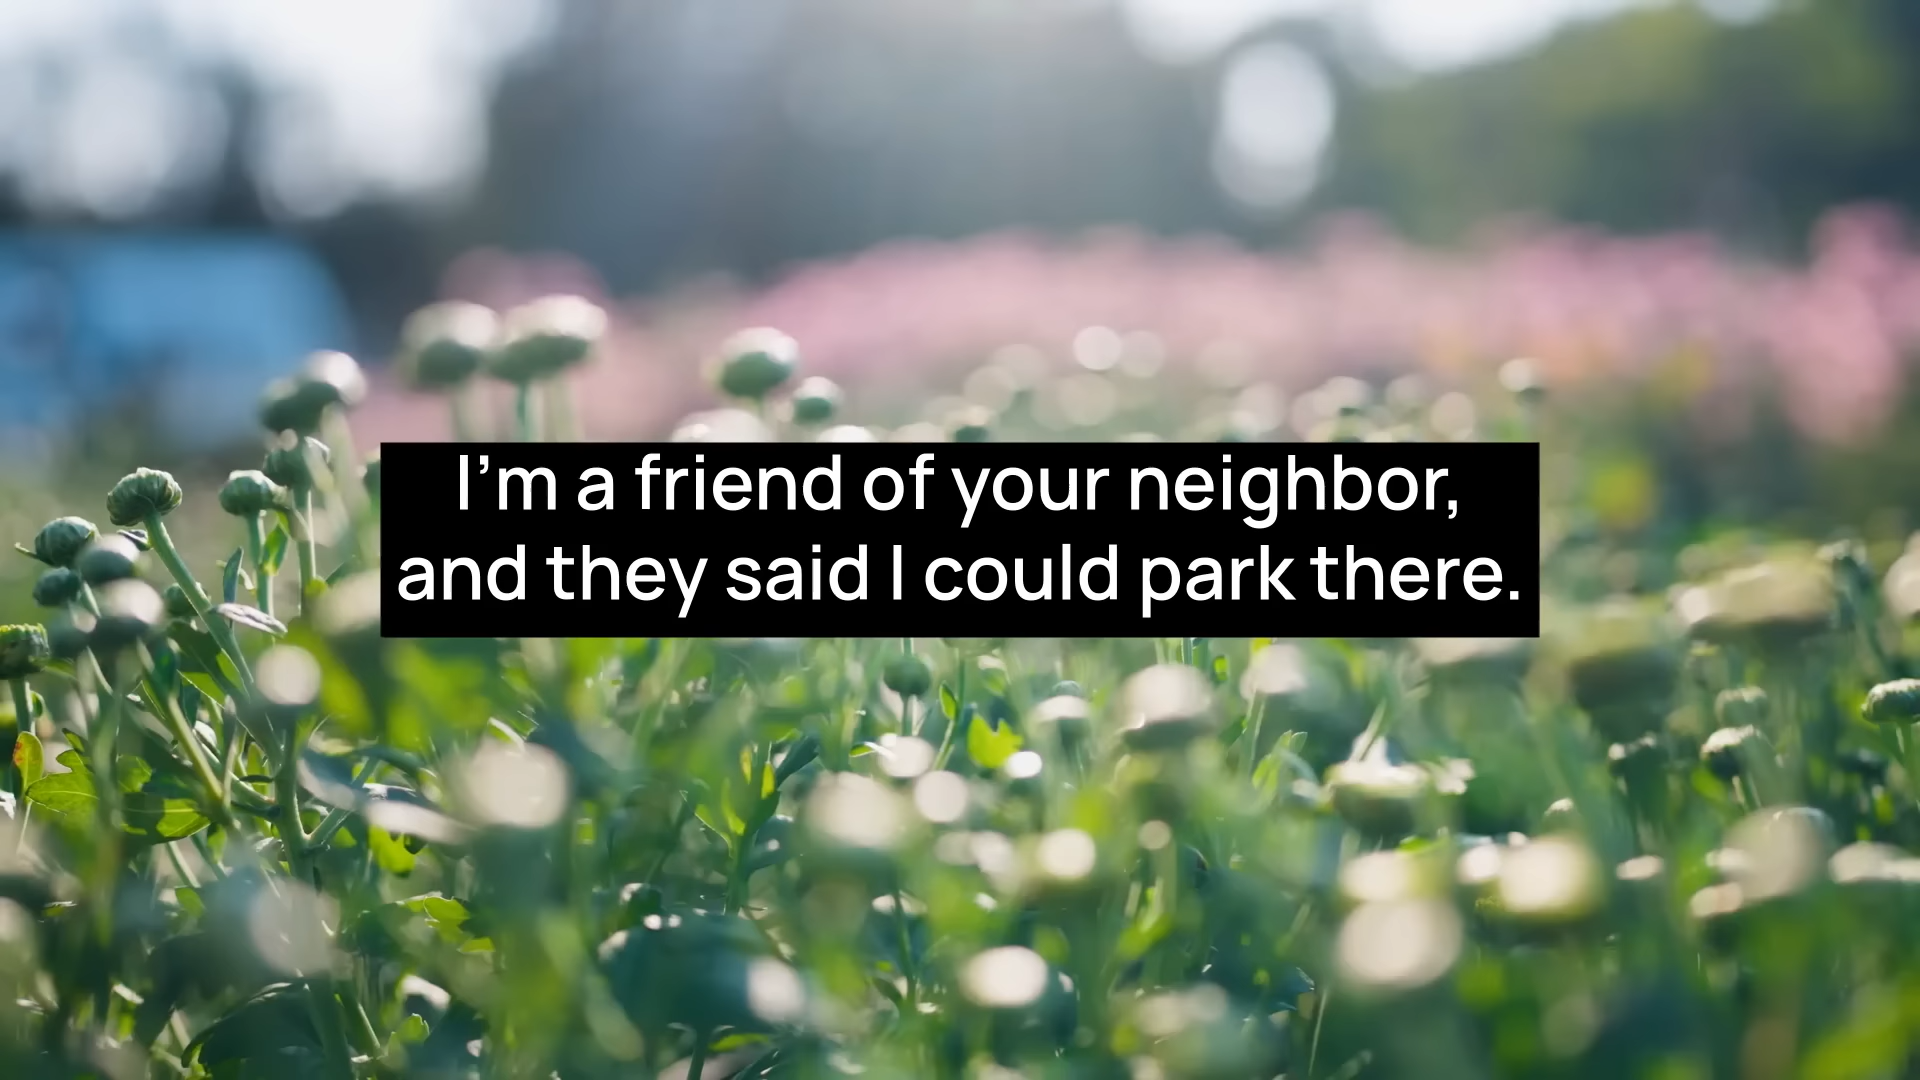 I’m a friend of your neighbor,
and they said I could park there.